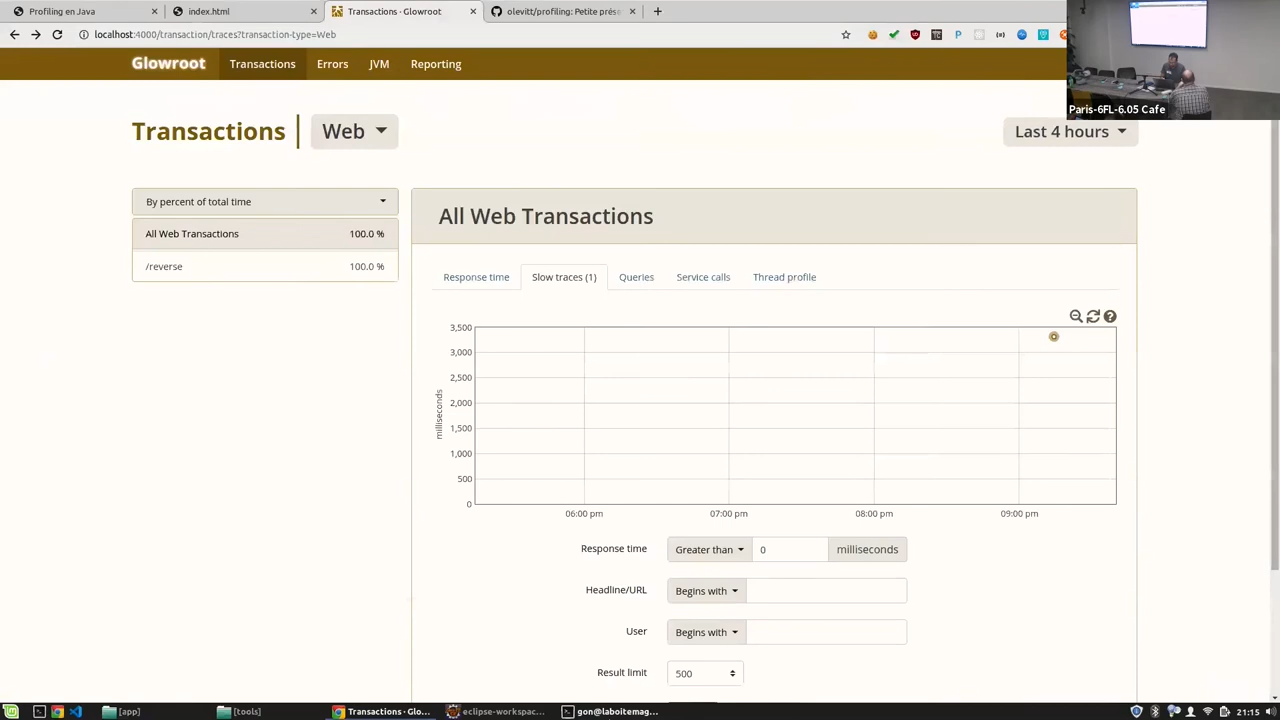 Profiling en Java
index.html
Transactions · Glowroot
olevitt/profiling: Petite prése
localhost:4000/transaction/traces?transaction-type=Web
Glowroot
Transactions
Errors
JVM
Reporting
Paris-6FL-6.05 Cafe
Transactions
Web
Last 4 hours
By percent of total time
All Web Transactions 100.0 %
/reverse 100.0 %
All Web Transactions
Response time
Slow traces (1)
Queries
Service calls
Thread profile
3,500
3,000
2,500
2,000
1,500
1,000
500
0
milliseconds
06:00 pm
07:00 pm
08:00 pm
09:00 pm
Response time Greater than 0 milliseconds
Headline/URL Begins with
User Begins with
Result limit 500
[app]
[tools]
Transactions · Glo...
eclipse-workspac...
gon@laboitemag...
21:15